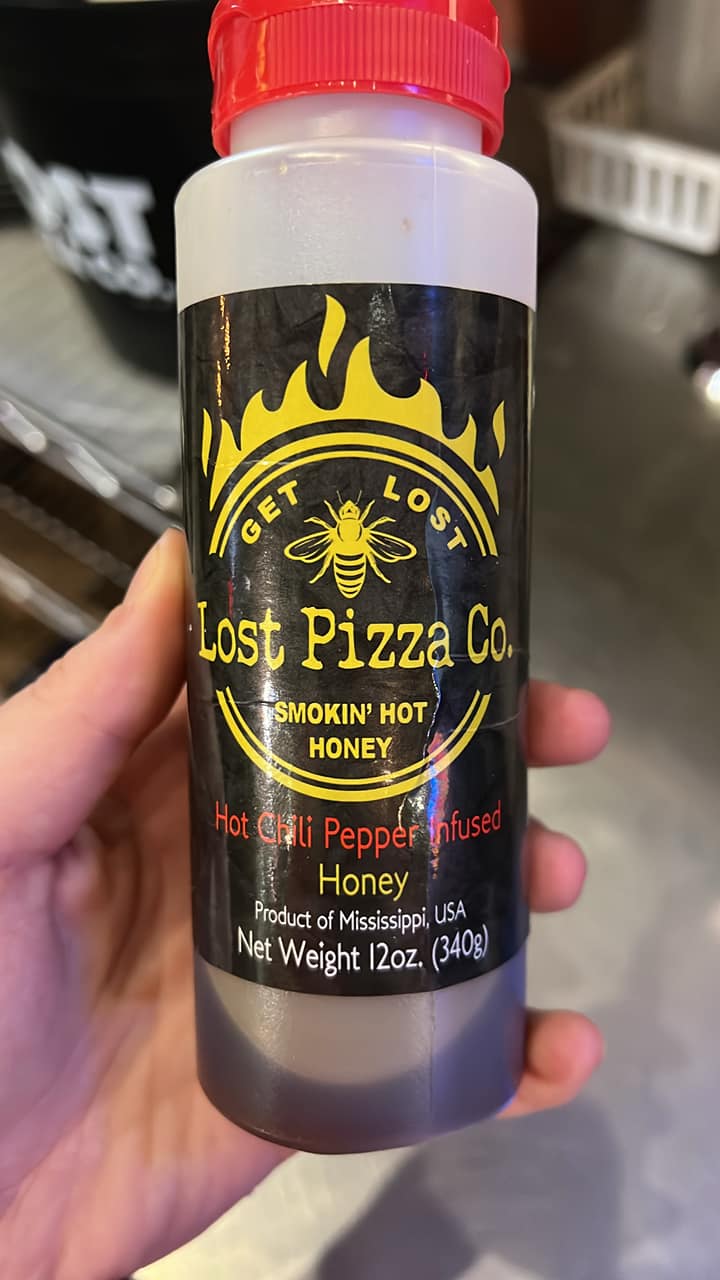 GET LOST
Lost Pizza Co.
SMOKIN' HOT
HONEY
Hot Chili Pepper Infused
Honey
Product of Mississippi, USA
Net Weight 12oz. (340g)